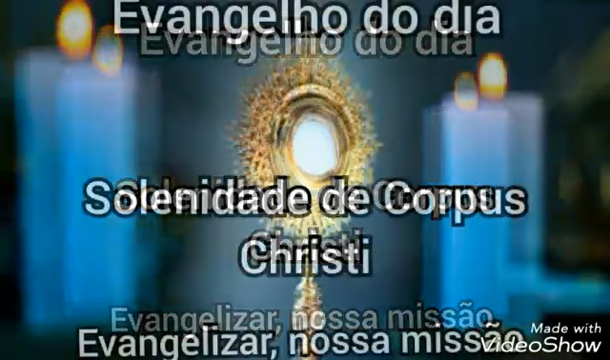 Evangelho do dia
Evangelho do dia
Solenidade de Corpus
Christi
Christi
Evangelizar, nossa missão
Evangelizar, nossa missão
Made with
VideoShow